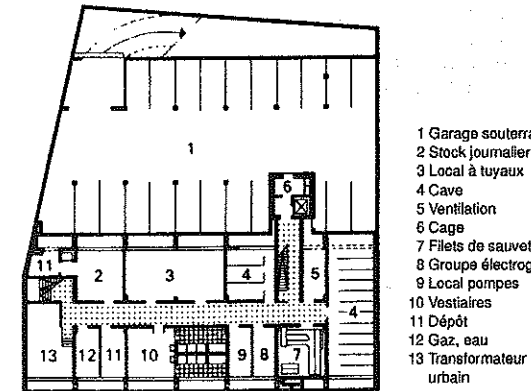 1
6
11
2
3
4
5
4
13
12
11
10
9
8
7
1 Garage souterra
2 Stock journalier
3 Local à tuyaux
4 Cave
5 Ventilation
6 Cage
7 Filets de sauvet
8 Groupe électrog
9 Local pompes
10 Vestiaires
11 Dépôt
12 Gaz, eau
13 Transformateur
urbain